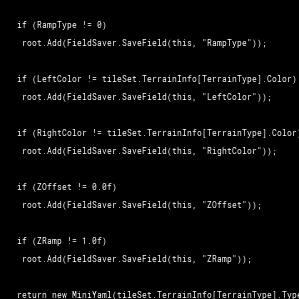 if (RampType != 0)
root.Add(FieldSaver.SaveField(this, "RampType"));
if (LeftColor != tileSet.TerrainInfo[TerrainType].Color)
root.Add(FieldSaver.SaveField(this, "LeftColor"));
if (RightColor != tileSet.TerrainInfo[TerrainType].Color)
root.Add(FieldSaver.SaveField(this, "RightColor"));
if (ZOffset != 0.0f)
root.Add(FieldSaver.SaveField(this, "ZOffset"));
if (ZRamp != 1.0f)
root.Add(FieldSaver.SaveField(this, "ZRamp"));
return new MiniYaml(tileSet.TerrainInfo[TerrainType].Type